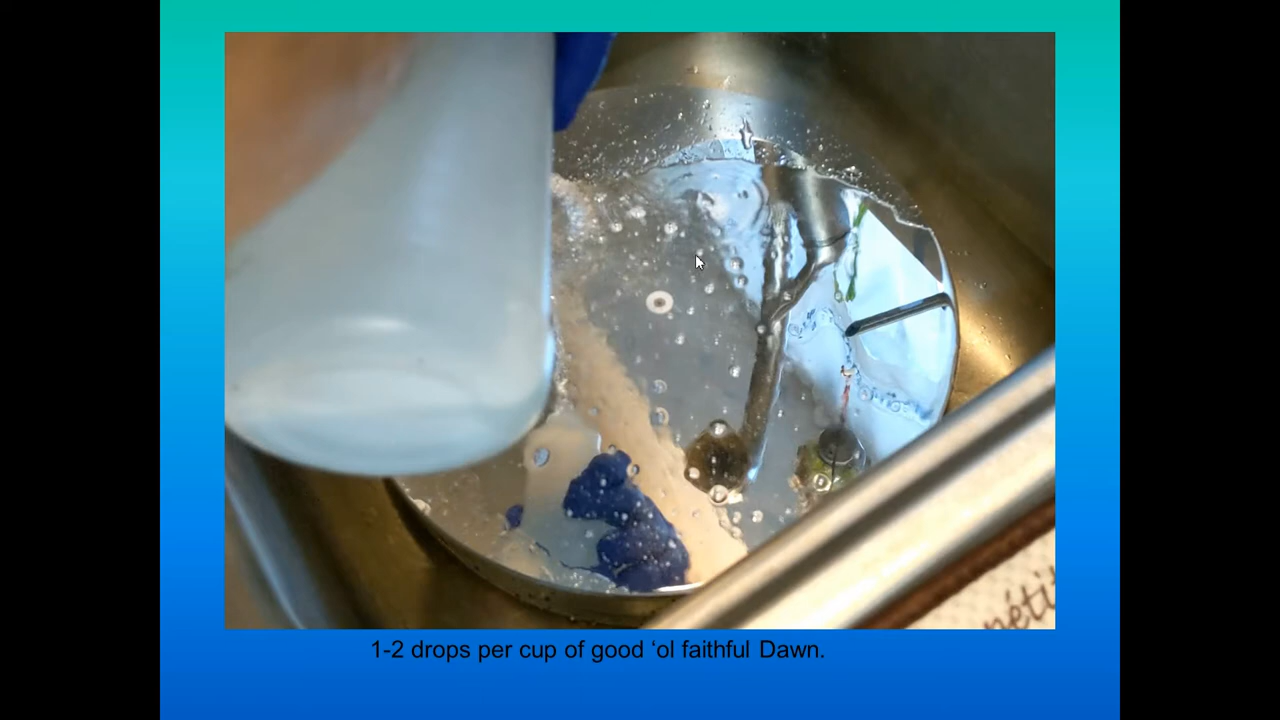 1-2 drops per cup of good ‘ol faithful Dawn.